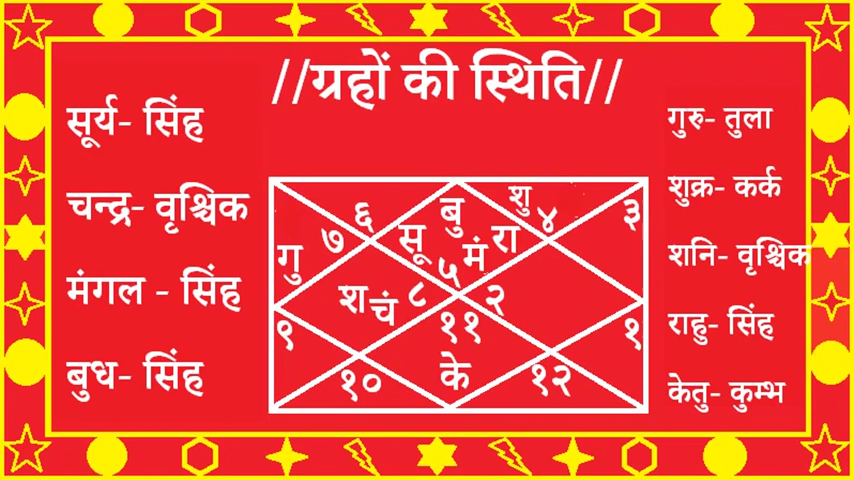 //ग्रहों की स्थिति//
सूर्य- सिंह
चन्द्र- वृश्चिक
मंगल - सिंह
बुध- सिंह
गुरु- तुला
शुक्र- कर्क
शनि- वृश्चिक
राहु- सिंह
केतु- कुम्भ
६ बु शु ४ ३
७ सू मं रा
गु ५
श चं ८ २
९ ११ १
१० के १२